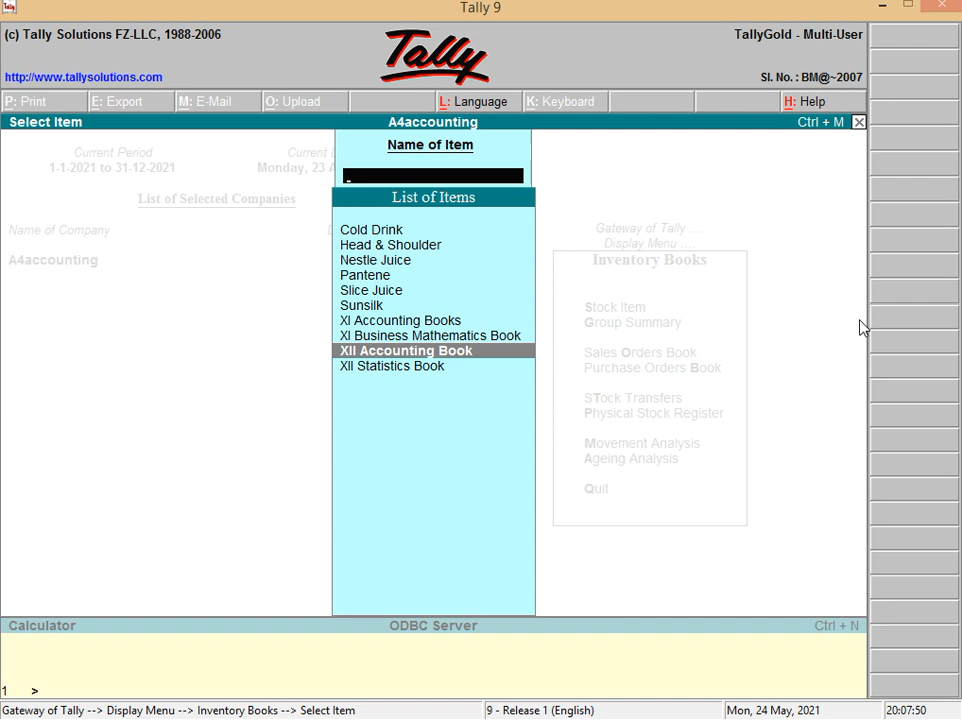 Tally 9
(c) Tally Solutions FZ-LLC, 1988-2006
Tally
TallyGold - Multi-User
http://www.tallysolutions.com
Sl. No. : BM@~2007
P: Print
E: Export
M: E-Mail
O: Upload
L: Language
K: Keyboard
H: Help
Select Item
A4accounting
Ctrl + M
Current Period
1-1-2021 to 31-12-2021
Monday, 23
List of Selected Companies
Name of Company
A4accounting
Name of Item
List of Items
Cold Drink
Head & Shoulder
Nestle Juice
Pantene
Slice Juice
Sunsilk
XI Accounting Books
XI Business Mathematics Book
XII Accounting Book
XII Statistics Book
Gateway of Tally ....
Display Menu ....
Inventory Books
Stock Item
Group Summary
Sales Orders Book
Purchase Orders Book
STock Transfers
Physical Stock Register
Movement Analysis
Ageing Analysis
Quit
Calculator
ODBC Server
Ctrl + N
1 >
Gateway of Tally --> Display Menu --> Inventory Books --> Select Item
9 - Release 1 (English)
Mon, 24 May, 2021
20:07:50